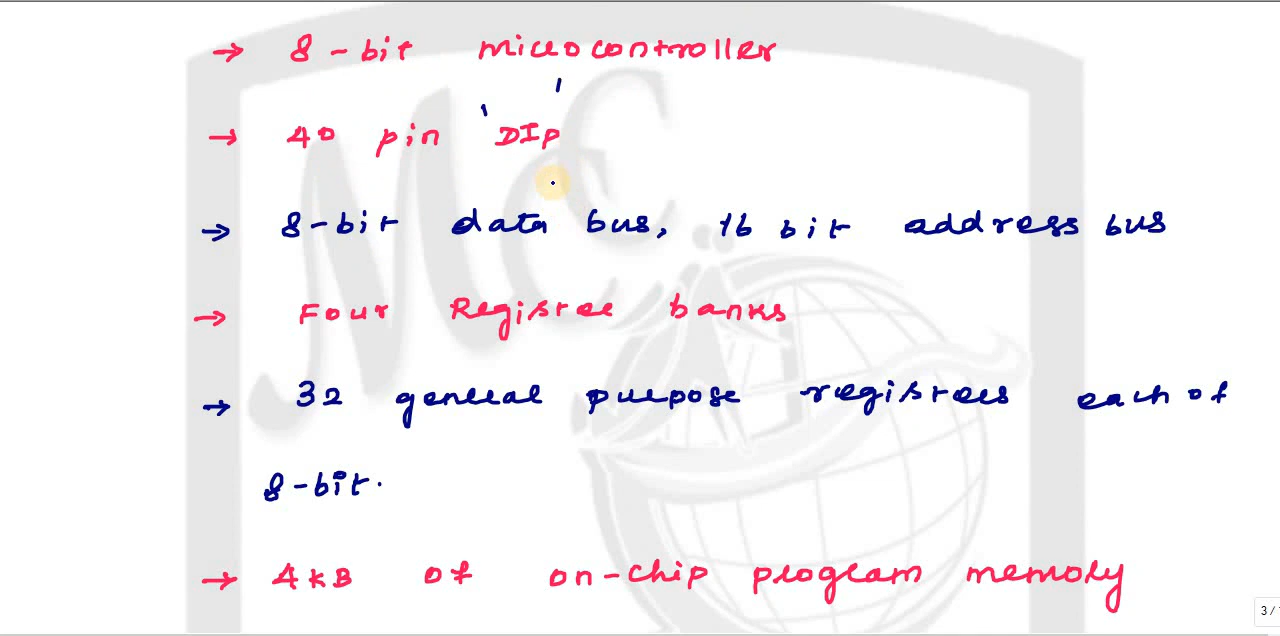 → 8-bit microcontroller
→ 40 pin 'DIP'
→ 8-bit data bus, 16 bit address bus
→ Four Register banks
→ 32 general purpose registers each of
8-bit.
→ 4kB of on-chip program memory
3/